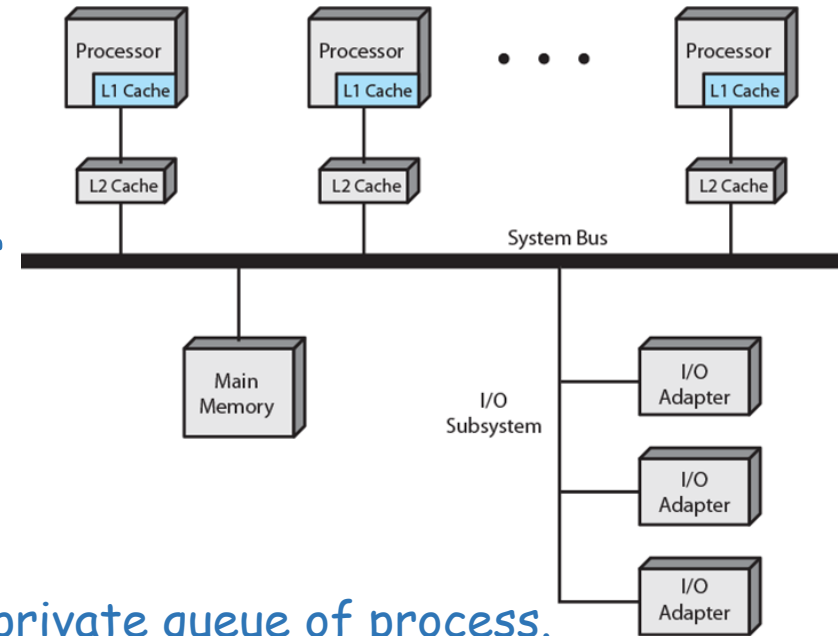 Processor
L1 Cache
Processor
L1 Cache
Processor
L1 Cache
L2 Cache
L2 Cache
L2 Cache
System Bus
Main
Memory
I/O
Subsystem
I/O
Adapter
I/O
Adapter
I/O
Adapter
private queue of process.